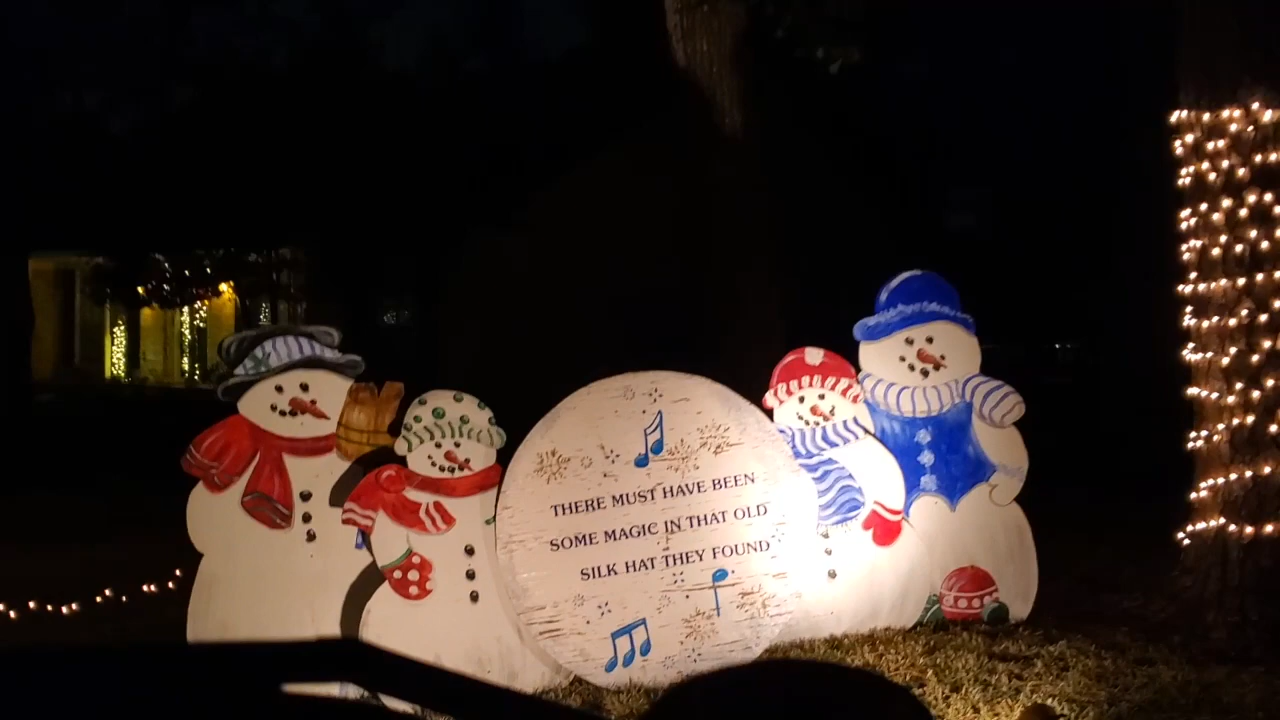 THERE MUST HAVE BEEN
SOME MAGIC IN THAT OLD
SILK HAT THEY FOUND